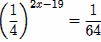 (1/4)^{2x-19} = 1/64